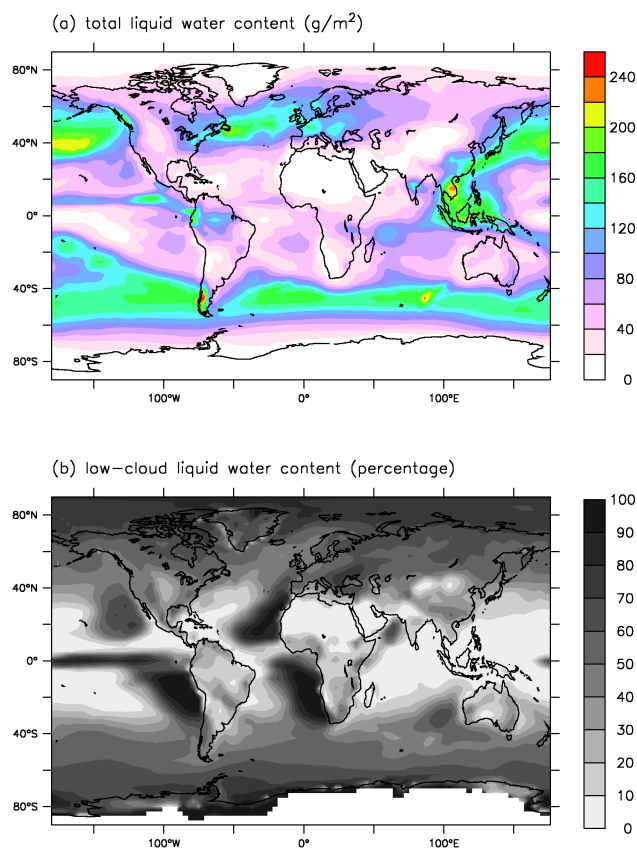 (a) total liquid water content (g/m²)
80°N
40°N
0°
40°S
80°S
100°W 0° 100°E
240
200
160
120
80
40
0
(b) low-cloud liquid water content (percentage)
80°N
40°N
0°
40°S
80°S
100°W 0° 100°E
100
90
80
70
60
50
40
30
20
10
0